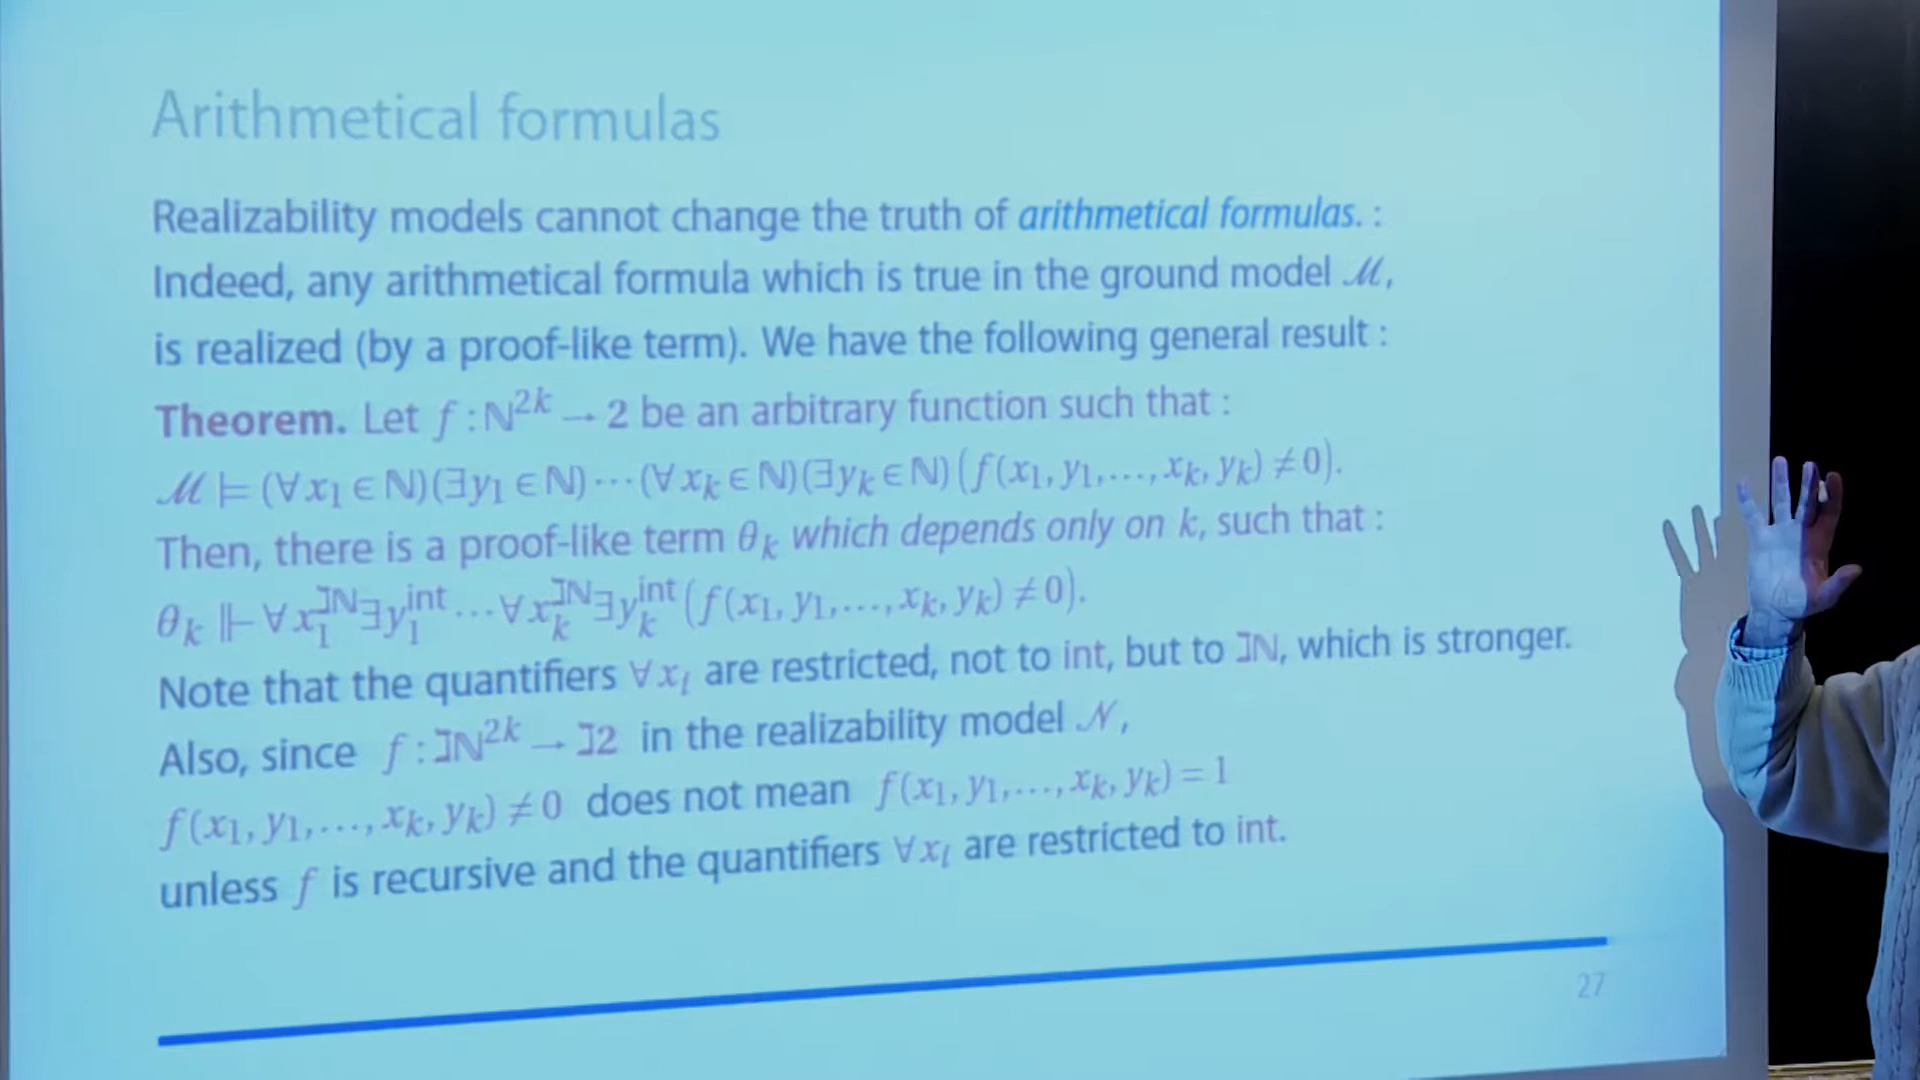 Arithmetical formulas
Realizability models cannot change the truth of arithmetical formulas. :
Indeed, any arithmetical formula which is true in the ground model ℳ,
is realized (by a proof-like term). We have the following general result :
Theorem. Let f : ℕ^{2k} → 2 be an arbitrary function such that :
ℳ ⊨ (∀x₁ ∈ ℕ)(∃y₁ ∈ ℕ) ⋯ (∀x_k ∈ ℕ)(∃y_k ∈ ℕ)(f(x₁, y₁, …, x_k, y_k) ≠ 0).
Then, there is a proof-like term θ_k which depends only on k, such that :
θ_k ⊩ ∀x₁^{ℷℕ}∃y₁^{int} … ∀x_k^{ℷℕ}∃y_k^{int}(f(x₁, y₁, …, x_k, y_k) ≠ 0).
Note that the quantifiers ∀x_i are restricted, not to int, but to ℷℕ, which is stronger.
Also, since f : ℷℕ^{2k} → ℷ2 in the realizability model 𝒩,
f(x₁, y₁, …, x_k, y_k) ≠ 0 does not mean f(x₁, y₁, …, x_k, y_k) = 1
unless f is recursive and the quantifiers ∀x_i are restricted to int.
27